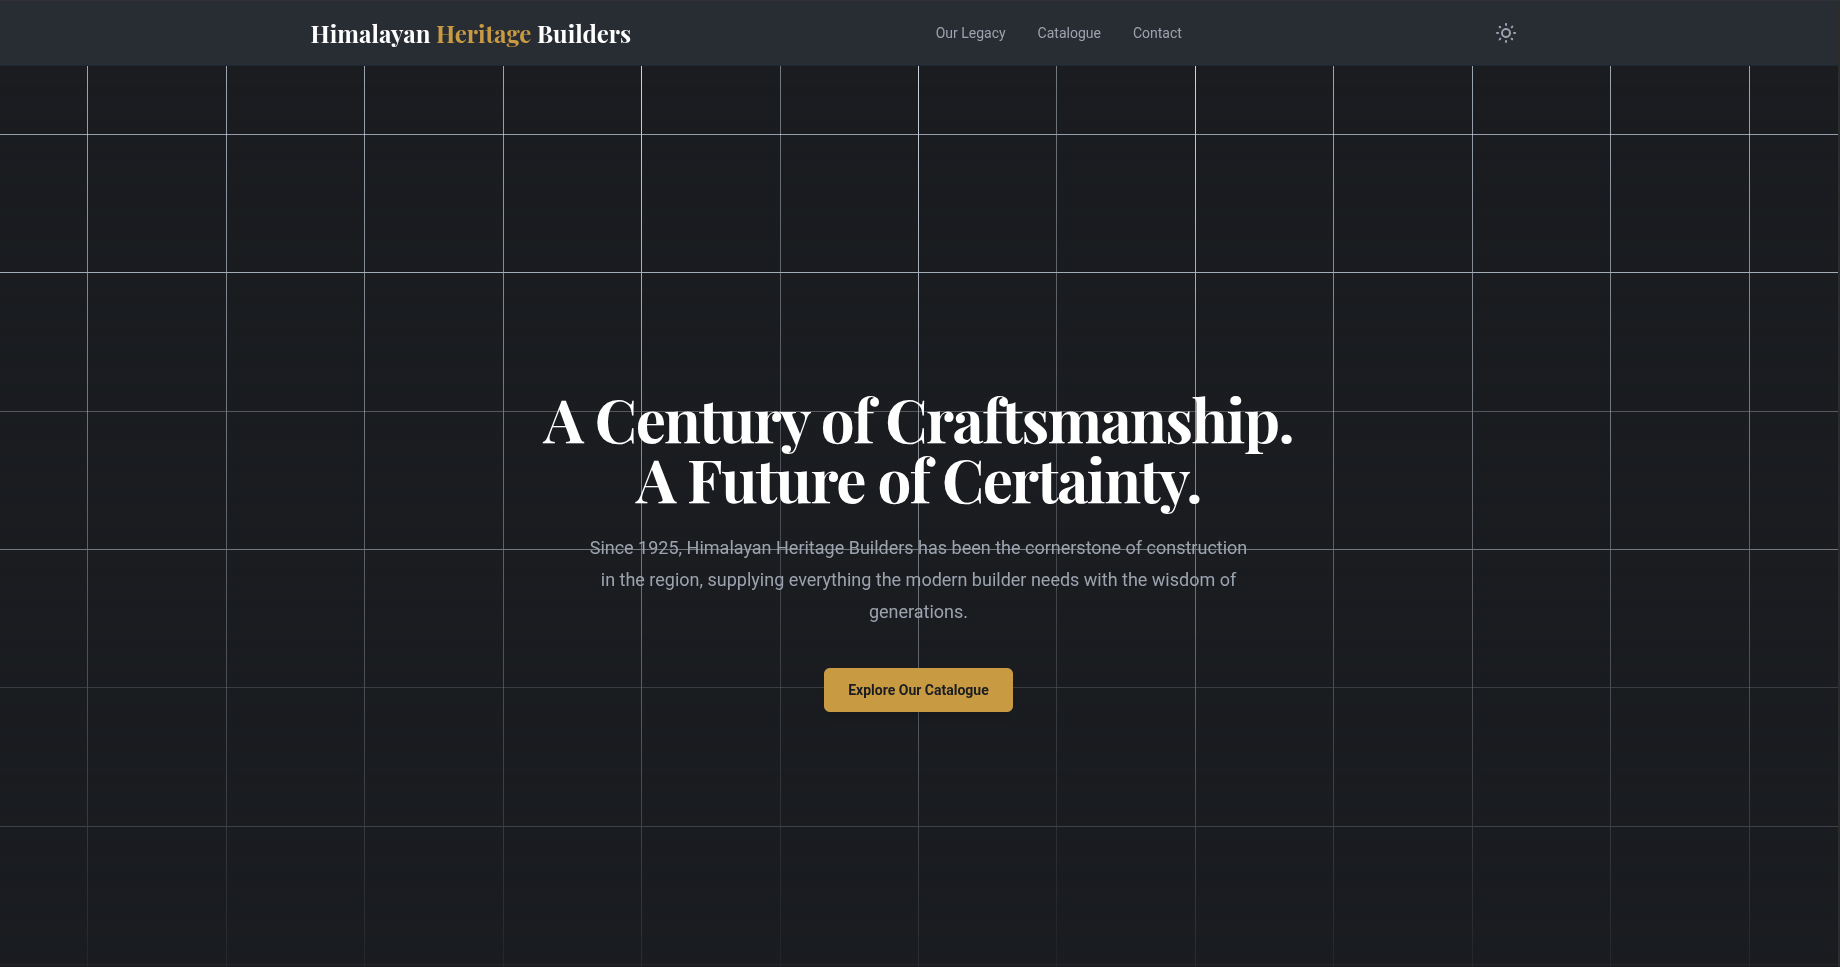 Himalayan Heritage Builders
Our Legacy
Catalogue
Contact
A Century of Craftsmanship.
A Future of Certainty.
Since 1925, Himalayan Heritage Builders has been the cornerstone of construction
in the region, supplying everything the modern builder needs with the wisdom of
generations.
Explore Our Catalogue